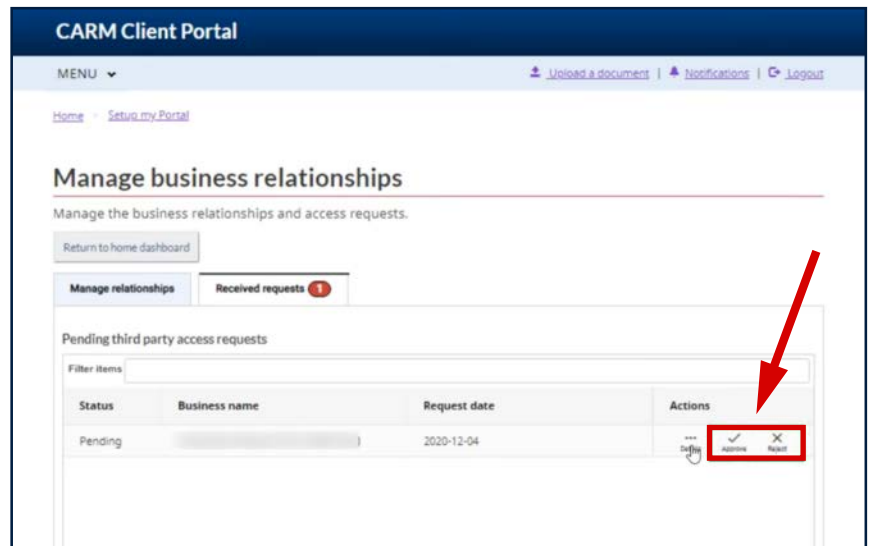 CARM Client Portal
MENU
Upload a document | Notifications | Logout
Home Setup my Portal
Manage business relationships
Manage the business relationships and access requests.
Return to home dashboard
Manage relationships Received requests 1
Pending third party access requests
Filter items
Status Business name Request date Actions
Pending ) 2020-12-04 ...
Approve Reject